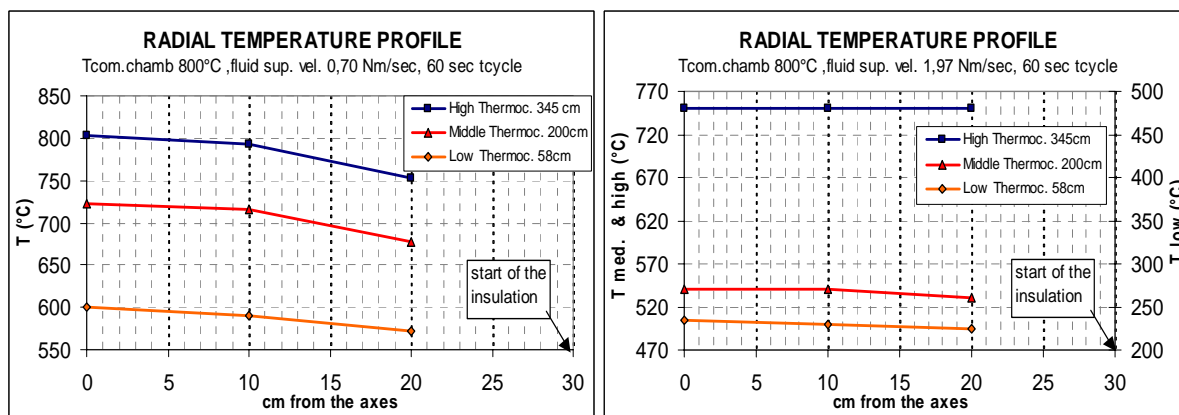 RADIAL TEMPERATURE PROFILE
Tcom.chamb 800°C ,fluid sup. vel. 0,70 Nm/sec, 60 sec tcycle
850
800
750
700
650
600
550
T (°C)
High Thermoc. 345 cm
Middle Thermoc. 200cm
Low Thermoc. 58cm
start of the
insulation
0 5 10 15 20 25 30
cm from the axes
RADIAL TEMPERATURE PROFILE
Tcom.chamb 800°C ,fluid sup. vel. 1,97 Nm/sec, 60 sec tcycle
770
720
670
620
570
520
470
T med. & high (°C)
High Thermoc. 345cm
Middle Thermoc. 200cm
Low Thermoc. 58cm
500
450
400
350
300
250
200
T low (°C)
start of the
insulation
0 5 10 15 20 25 30
cm from the axes